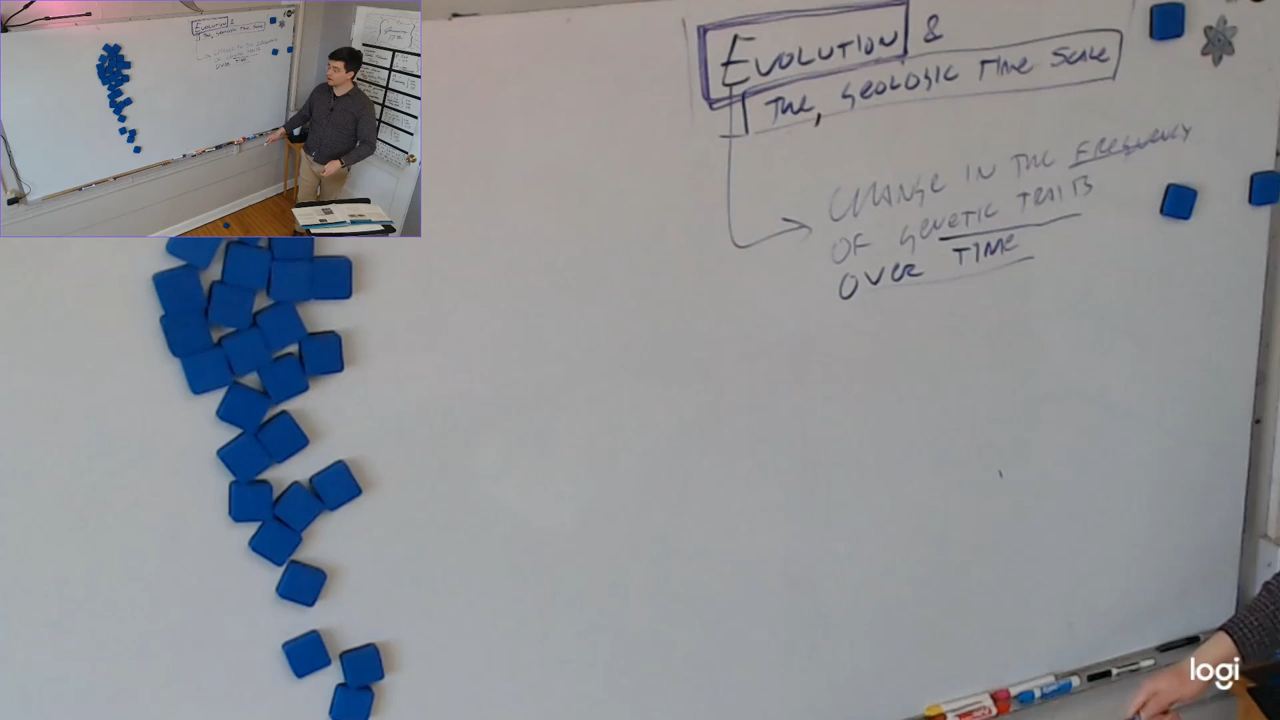 EVOLUTION &
THE, GEOLOGIC TIME SCALE
CHANGE IN THE FREQUENCY
OF GENETIC TRAITS
OVER TIME
logi